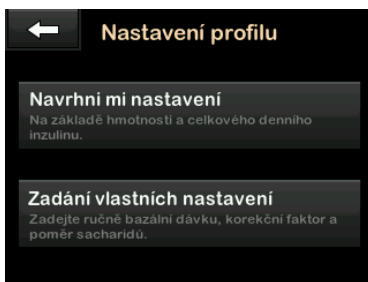 Nastavení profilu
Navrhni mi nastavení
Na základě hmotnosti a celkového denního
inzulinu.
Zadání vlastních nastavení
Zadejte ručně bazální dávku, korekční faktor a
poměr sacharidů.